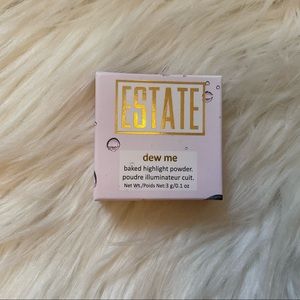 ESTATE
dew me
baked highlight powder.
poudre illuminateur cuit.
Net Wt./Poids Net:3 g/0.1 oz